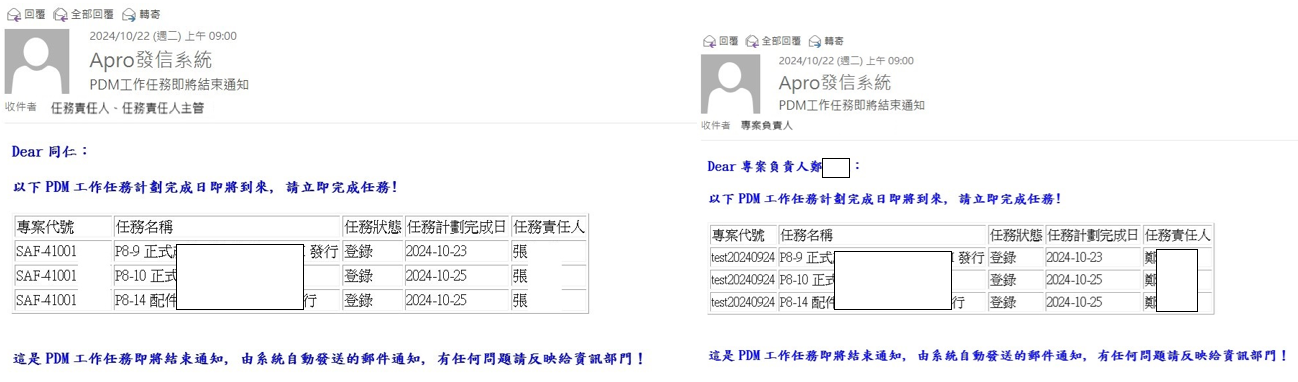 回覆 全部回覆 轉寄
2024/10/22 (週二) 上午 09:00
Apro發信系統
PDM工作任務即將結束通知
收件者 任務責任人、任務責任人主管
Dear 同仁：
以下 PDM 工作任務計劃完成日即將到來, 請立即完成任務!
專案代號 任務名稱 任務狀態 任務計劃完成日 任務責任人
SAF-41001 P8-9 正式 發行 登錄 2024-10-23 張
SAF-41001 P8-10 正式 登錄 2024-10-25 張
SAF-41001 P8-14 配件 行 登錄 2024-10-25 張
這是 PDM 工作任務即將結束通知, 由系統自動發送的郵件通知, 有任何問題請反映給資訊部門！
回覆 全部回覆 轉寄
2024/10/22 (週二) 上午 09:00
Apro發信系統
PDM工作任務即將結束通知
收件者 專案負責人
Dear 專案負責人鄭 ：
以下 PDM 工作任務計劃完成日即將到來, 請立即完成任務!
專案代號 任務名稱 任務狀態 任務計劃完成日 任務責任人
test20240924 P8-9 正式 發行 登錄 2024-10-23 鄭
test20240924 P8-10 正式 登錄 2024-10-25 鄭
test20240924 P8-14 配件 行 登錄 2024-10-25 鄭
這是 PDM 工作任務即將結束通知, 由系統自動發送的郵件通知, 有任何問題請反映給資訊部門！